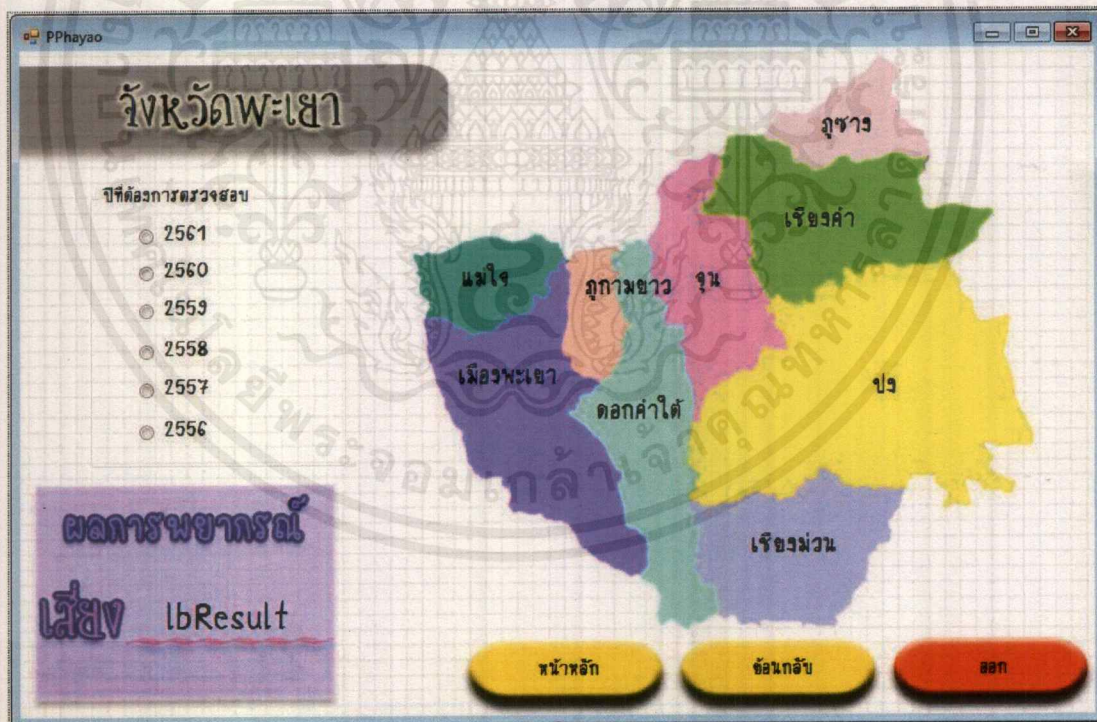 PPhayao
จังหวัดพะเยา
ปีที่ต้องการตรวจสอบ
2561
2560
2559
2558
2557
2556
ผลการพยากรณ์
เสี่ยง lbResult
ภูซาง
เชียงคำ
แม่ใจ
ภูกามยาว
จุน
เมืองพะเยา
ดอกคำใต้
ปง
เชียงม่วน
หน้าหลัก
ย้อนกลับ
ออก